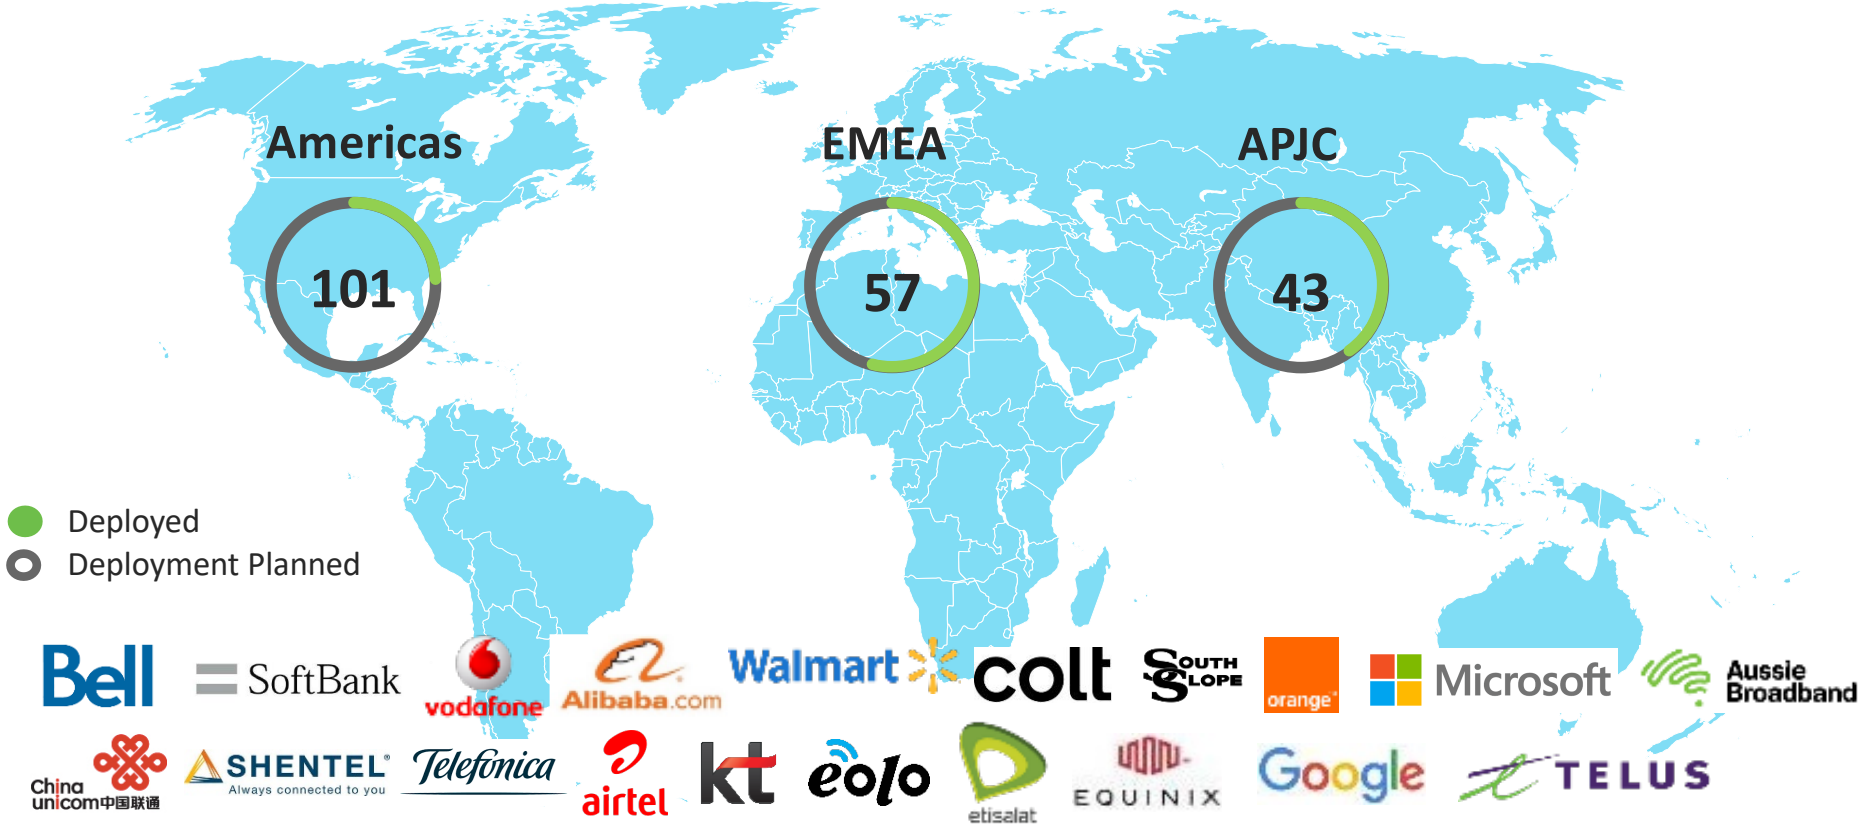 Americas
EMEA
APJC
101
57
43
Deployed
Deployment Planned
Bell
SoftBank
vodafone
Alibaba.com
Walmart
colt
SOUTH
SLOPE
orange
Microsoft
Aussie
Broadband
China
unicom中国联通
SHENTEL®
Always connected to you
Telefónica
airtel
kt
eolo
etisalat
EQUINIX
Google
TELUS